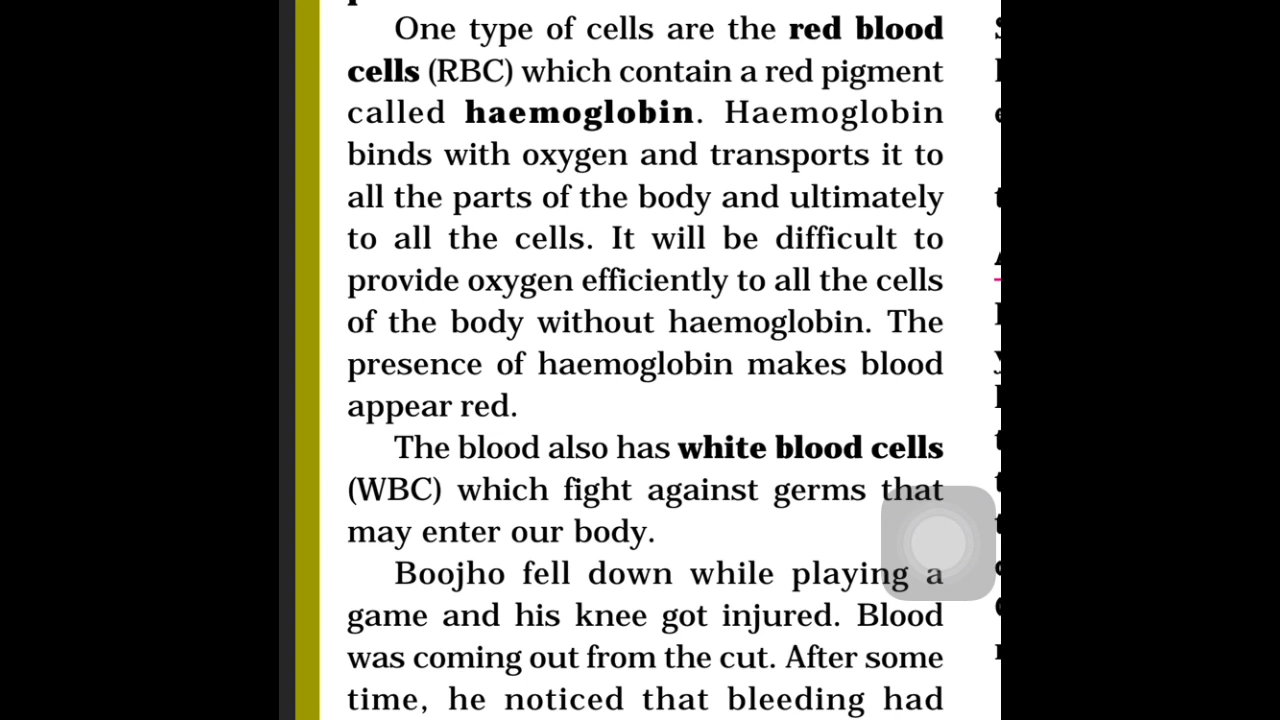 One type of cells are the red blood
cells (RBC) which contain a red pigment
called haemoglobin. Haemoglobin
binds with oxygen and transports it to
all the parts of the body and ultimately
to all the cells. It will be difficult to
provide oxygen efficiently to all the cells
of the body without haemoglobin. The
presence of haemoglobin makes blood
appear red.
The blood also has white blood cells
(WBC) which fight against germs that
may enter our body.
Boojho fell down while playing a
game and his knee got injured. Blood
was coming out from the cut. After some
time, he noticed that bleeding had